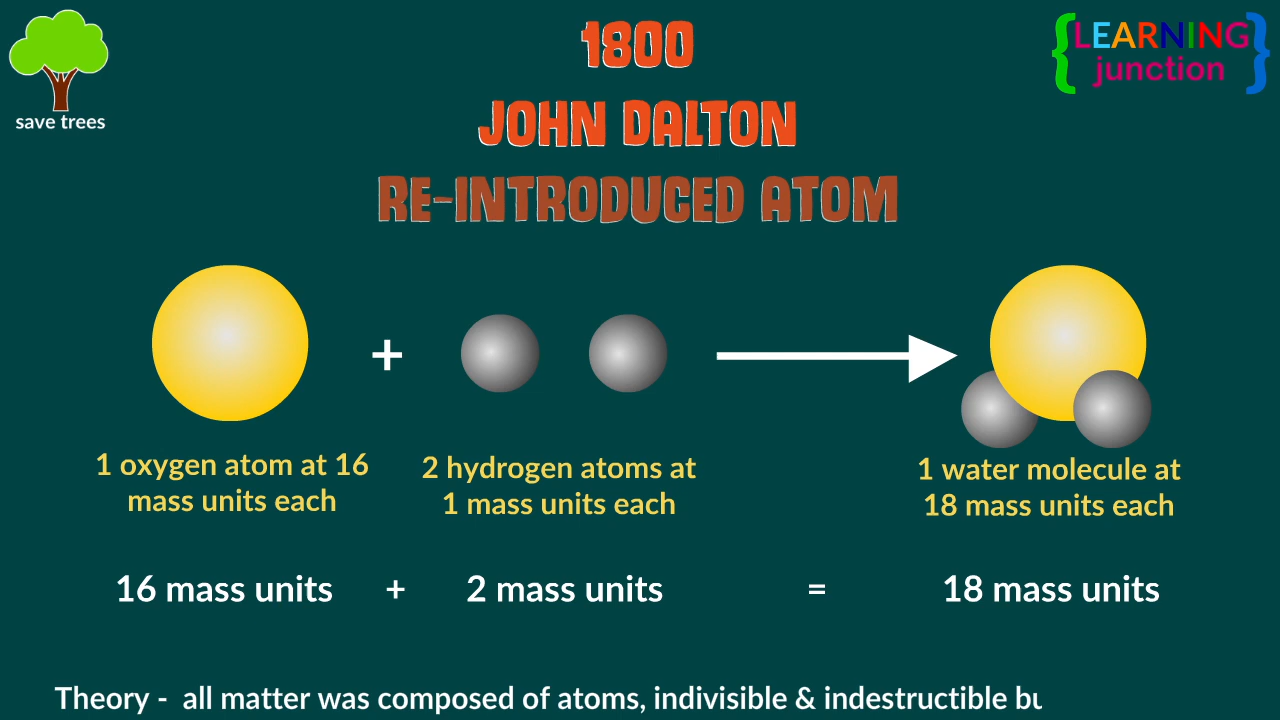 1800
JOHN DALTON
RE-INTRODUCED ATOM
save trees
LEARNING
junction
+
1 oxygen atom at 16
mass units each
2 hydrogen atoms at
1 mass units each
1 water molecule at
18 mass units each
16 mass units + 2 mass units = 18 mass units
Theory - all matter was composed of atoms, indivisible & indestructible